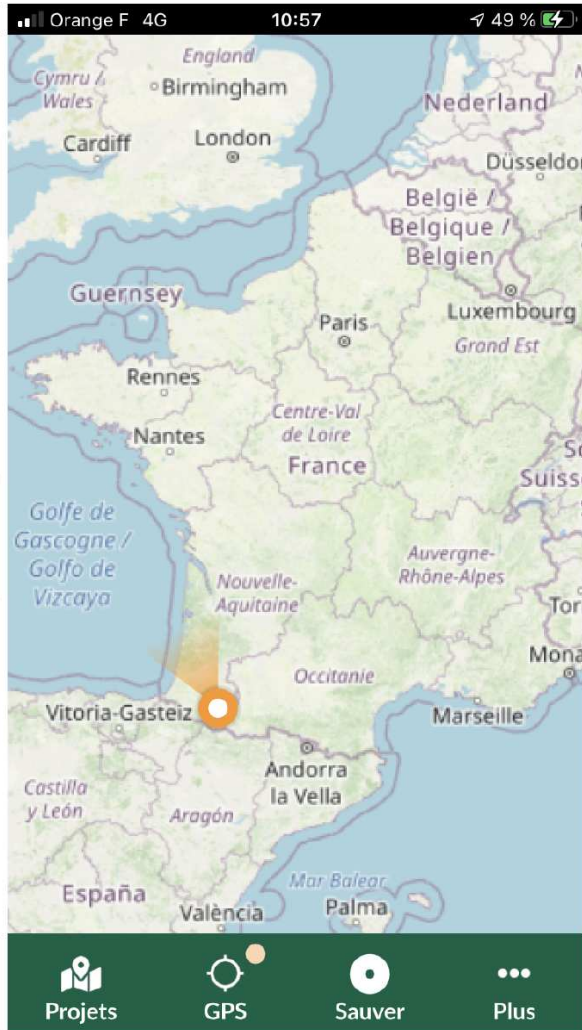 Orange F 4G 10:57 49 %
England
Cymru /
Wales
Birmingham
Nederland
Cardiff
London
Düsseldor
België /
Belgique /
Belgien
Guernsey
Luxembourg
Paris
Grand Est
Rennes
Centre-Val
de Loire
Nantes
France
Suisse
Golfe de
Gascogne /
Golfo de
Vizcaya
Auvergne-
Rhône-Alpes
Nouvelle-
Aquitaine
Tor
Mona
Occitanie
Vitoria-Gasteiz
Marseille
Andorra
la Vella
Castilla
y León
Aragón
España
Mar Balear
València
Palma
Projets GPS Sauver Plus